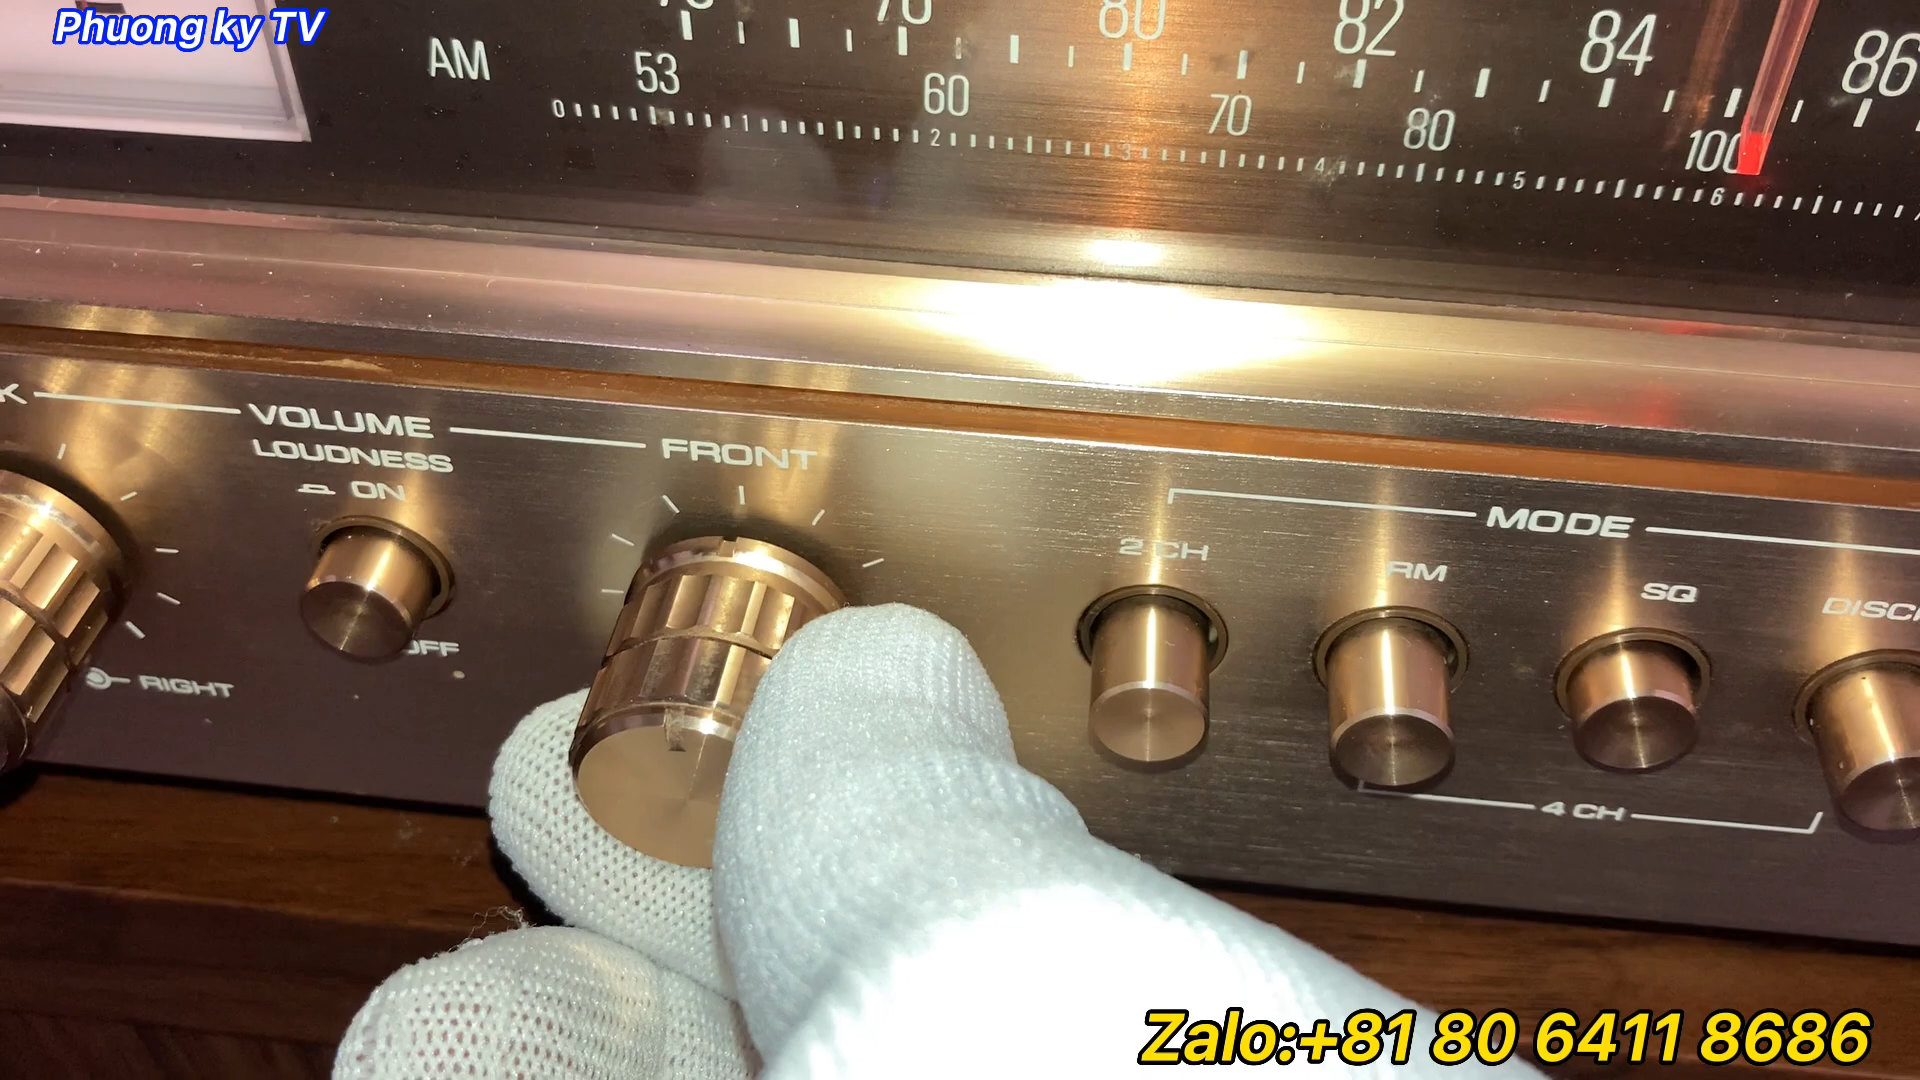 Phuong ky TV
78 80 82 84 86
AM 53 60 70 80 100
0 1 2 3 4 5 6
VOLUME FRONT
LOUDNESS
ON
OFF
RIGHT
MODE
2 CH RM SQ
4 CH
Zalo:+81 80 6411 8686